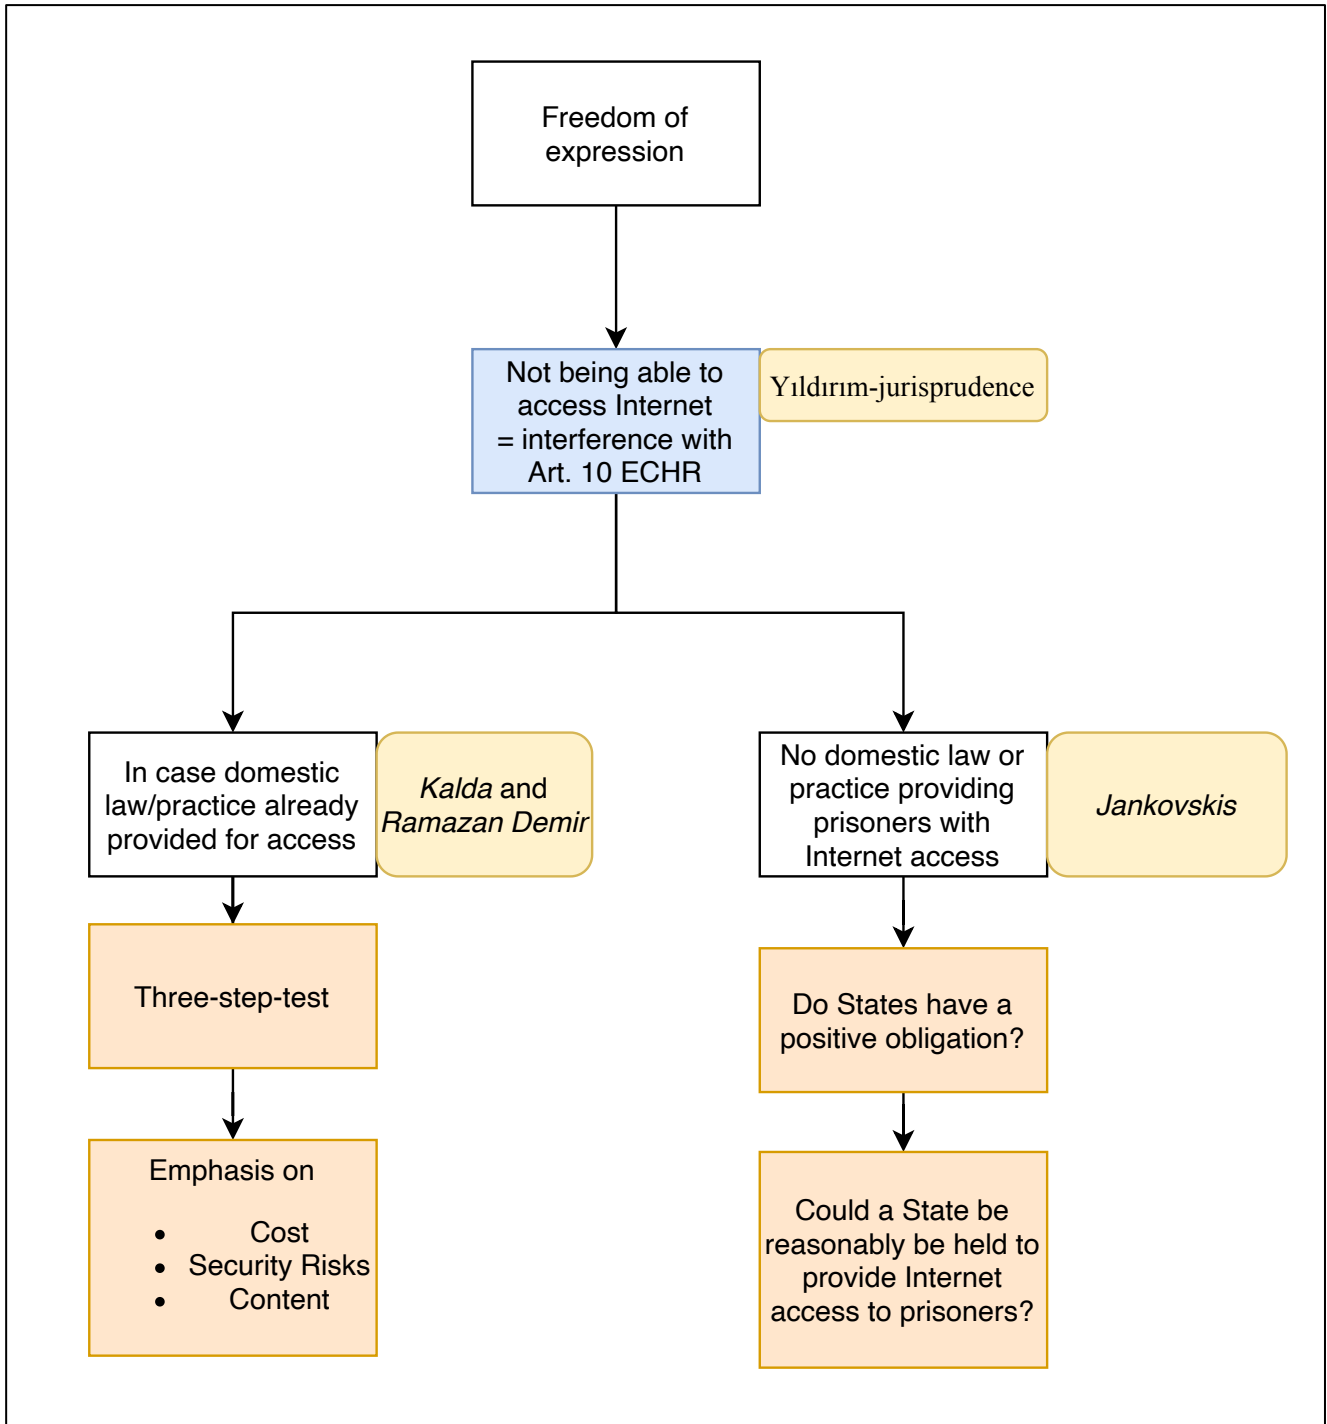 Freedom of
expression
Not being able to
access Internet
= interference with
Art. 10 ECHR
Yıldırım-jurisprudence
In case domestic
law/practice already
provided for access
Kalda and
Ramazan Demir
No domestic law or
practice providing
prisoners with
Internet access
Jankovskis
Three-step-test
Do States have a
positive obligation?
Emphasis on
• Cost
• Security Risks
• Content
Could a State be
reasonably be held to
provide Internet
access to prisoners?